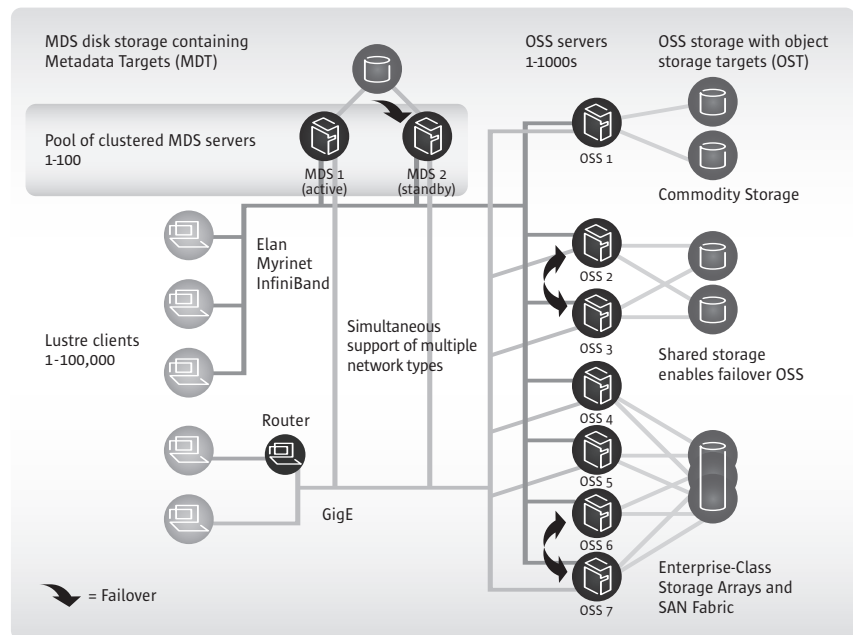 MDS disk storage containing
Metadata Targets (MDT)
OSS servers
1-1000s
OSS storage with object
storage targets (OST)
Pool of clustered MDS servers
1-100
MDS 1
(active)
MDS 2
(standby)
OSS 1
Commodity Storage
Elan
Myrinet
InfiniBand
OSS 2
Lustre clients
1-100,000
Simultaneous
support of multiple
network types
OSS 3
Shared storage
enables failover OSS
Router
OSS 4
OSS 5
GigE
OSS 6
Enterprise-Class
Storage Arrays and
SAN Fabric
= Failover
OSS 7